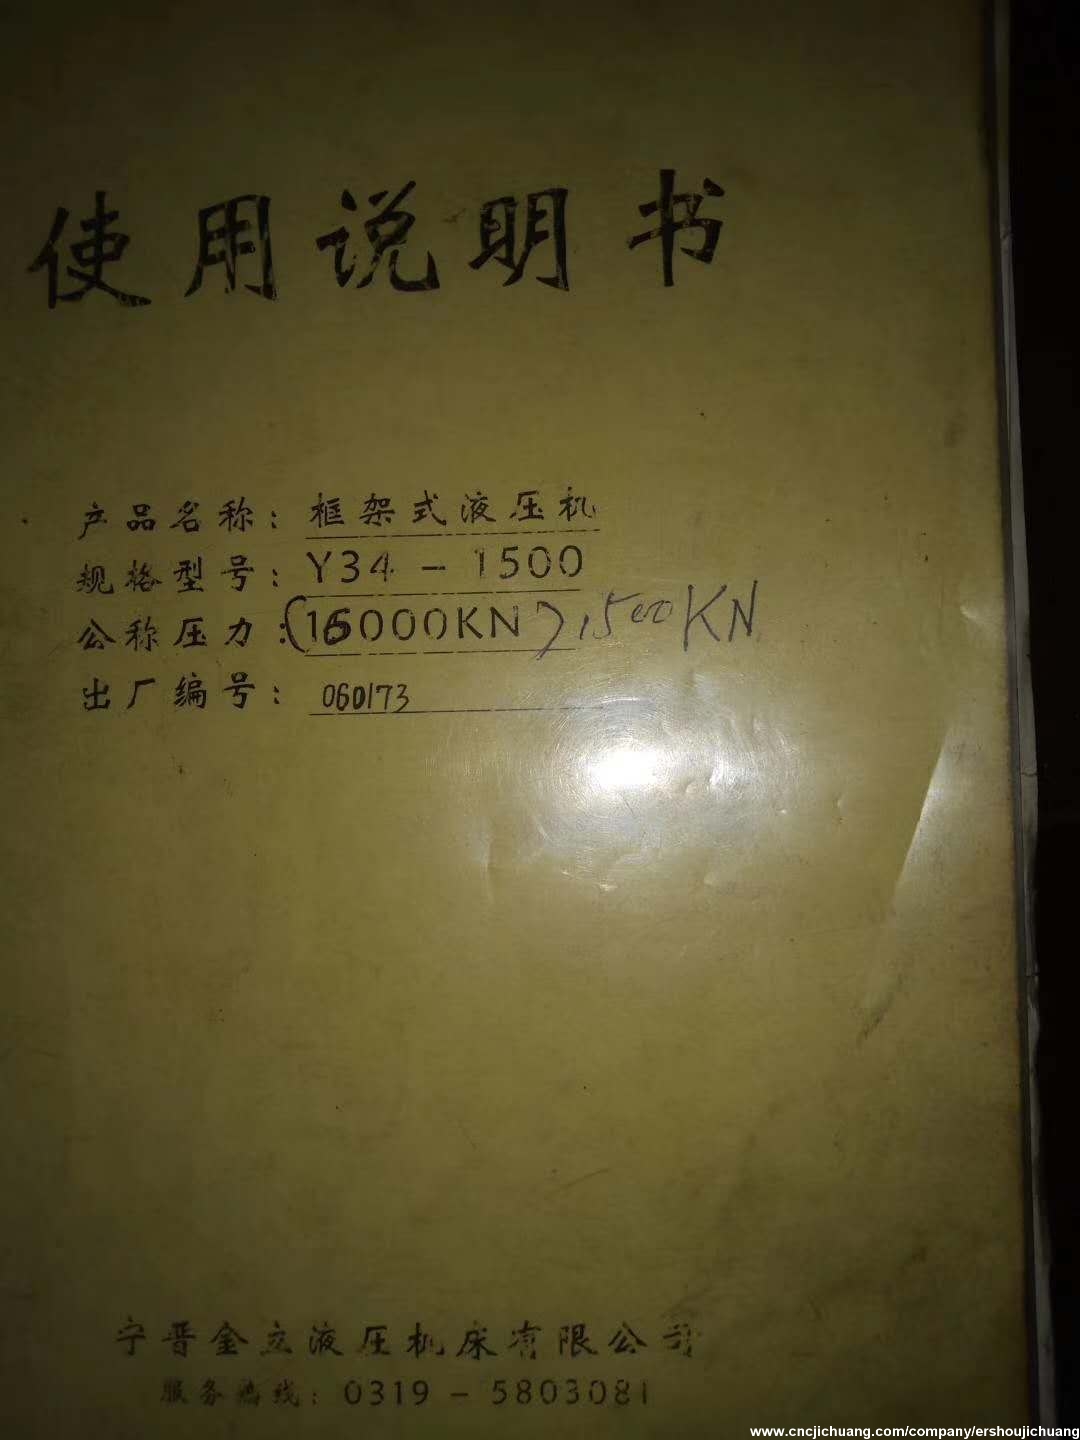 使用说明书
产品名称：框架式液压机
规格型号：Y34-1500
公称压力：(16000KN) 1500KN
出厂编号：060173
宁晋金立液压机床有限公司
服务热线：0319-5803081
www.cncjichuang.com/company/ershoujichuang